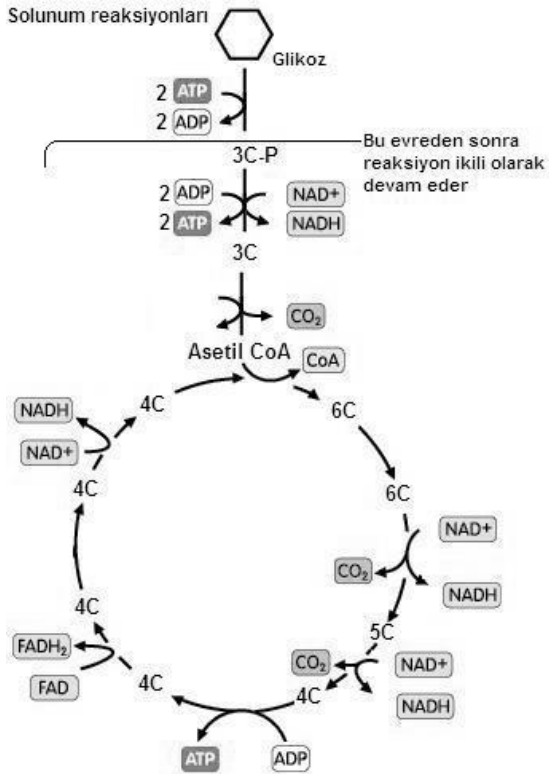 Solunum reaksiyonları
Glikoz
2 ATP
2 ADP
Bu evreden sonra
reaksiyon ikili olarak
devam eder
3C-P
2 ADP
NAD+
2 ATP
NADH
3C
CO₂
Asetil CoA
CoA
4C
6C
NADH
NAD+
4C
6C
NAD+
CO₂
NADH
4C
5C
FADH₂
CO₂
NAD+
FAD
4C
4C
NADH
ATP
ADP